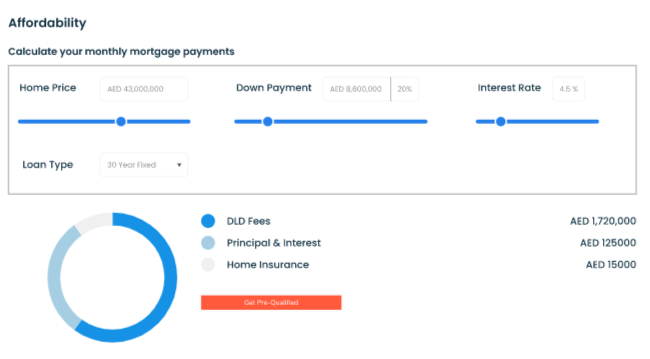 Affordability
Calculate your monthly mortgage payments
Home Price AED 43,000,000 Down Payment AED 8,600,000 20% Interest Rate 4.5 %
Loan Type 30 Year Fixed
DLD Fees AED 1,720,000
Principal & Interest AED 125000
Home Insurance AED 15000
Get Pre-Qualified